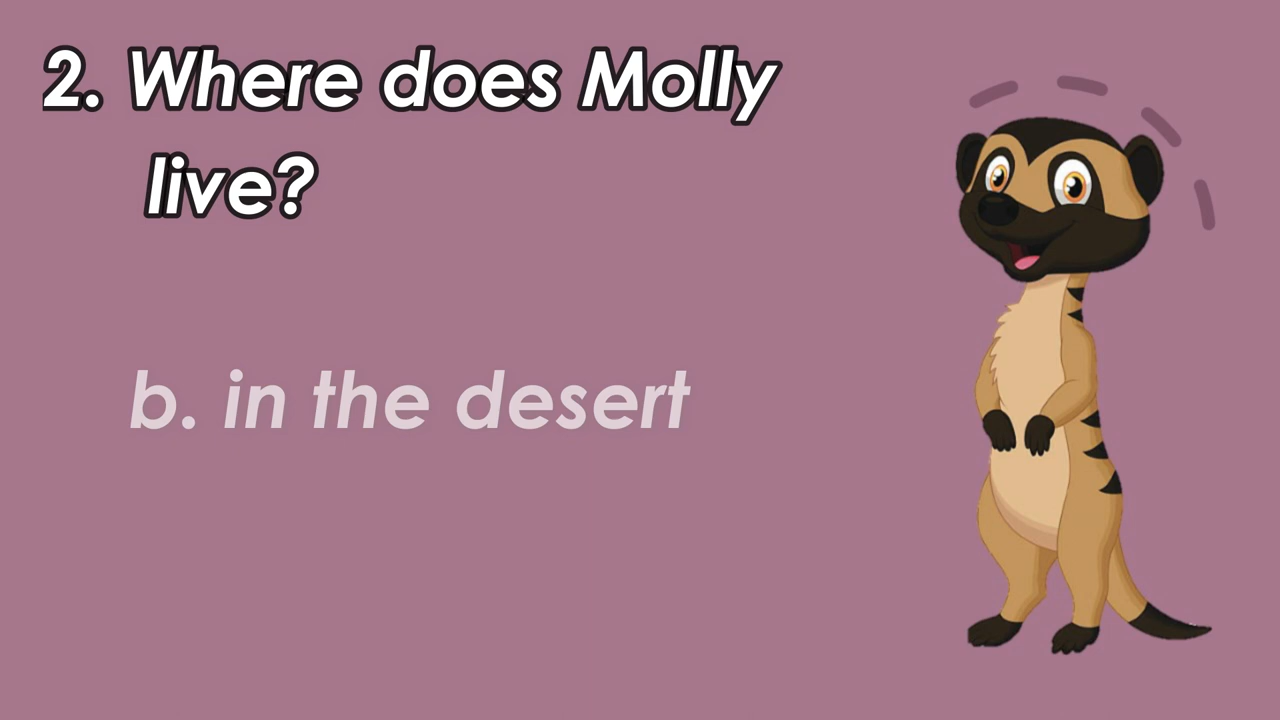 2. Where does Molly
live?
b. in the desert